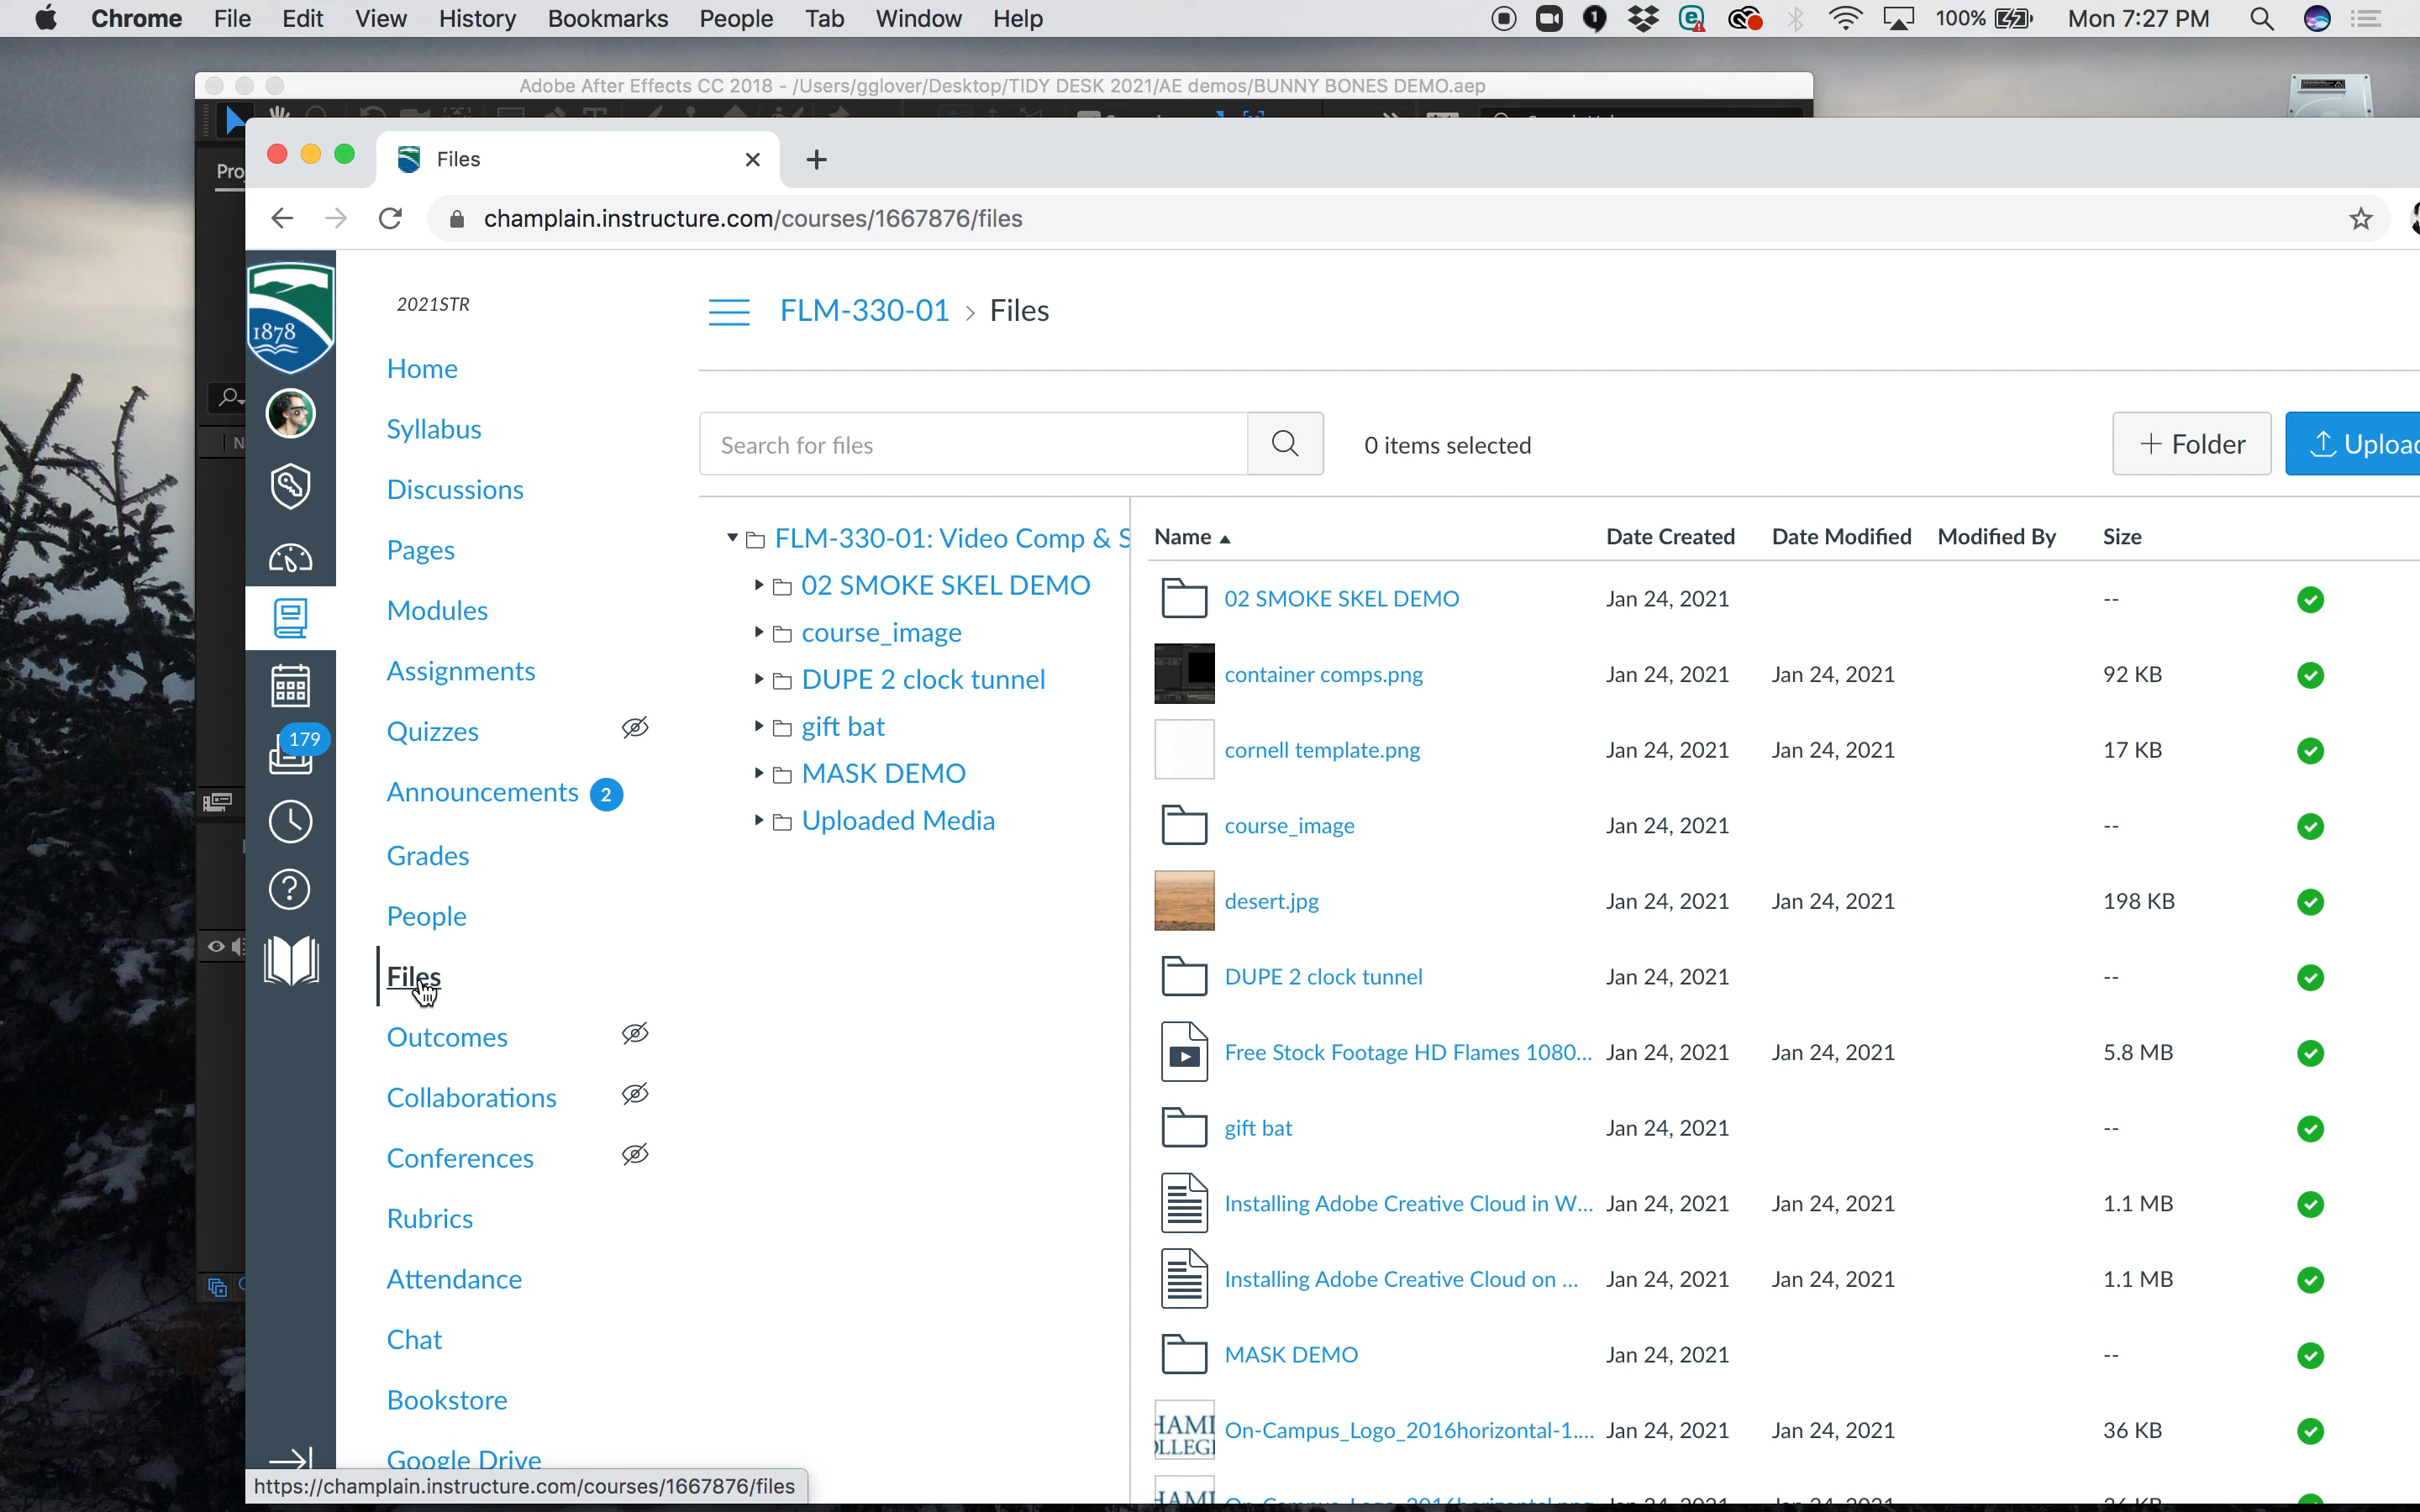 Chrome File Edit View History Bookmarks People Tab Window Help 100% Mon 7:27 PM
Adobe After Effects CC 2018 - /Users/gglover/Desktop/TIDY DESK 2021/AE demos/BUNNY BONES DEMO.aep
Files
champlain.instructure.com/courses/1667876/files
1878
2021STR
Home
Syllabus
Discussions
Pages
Modules
Assignments
Quizzes
179
Announcements 2
Grades
People
Files
Outcomes
Collaborations
Conferences
Rubrics
Attendance
Chat
Bookstore
Google Drive
https://champlain.instructure.com/courses/1667876/files
FLM-330-01 > Files
Search for files 0 items selected + Folder Upload
FLM-330-01: Video Comp & S
02 SMOKE SKEL DEMO
course_image
DUPE 2 clock tunnel
gift bat
MASK DEMO
Uploaded Media
Name Date Created Date Modified Modified By Size
02 SMOKE SKEL DEMO Jan 24, 2021 --
container comps.png Jan 24, 2021 Jan 24, 2021 92 KB
cornell template.png Jan 24, 2021 Jan 24, 2021 17 KB
course_image Jan 24, 2021 --
desert.jpg Jan 24, 2021 Jan 24, 2021 198 KB
DUPE 2 clock tunnel Jan 24, 2021 --
Free Stock Footage HD Flames 1080... Jan 24, 2021 Jan 24, 2021 5.8 MB
gift bat Jan 24, 2021 --
Installing Adobe Creative Cloud in W... Jan 24, 2021 Jan 24, 2021 1.1 MB
Installing Adobe Creative Cloud on ... Jan 24, 2021 Jan 24, 2021 1.1 MB
MASK DEMO Jan 24, 2021 --
On-Campus_Logo_2016horizontal-1.... Jan 24, 2021 Jan 24, 2021 36 KB